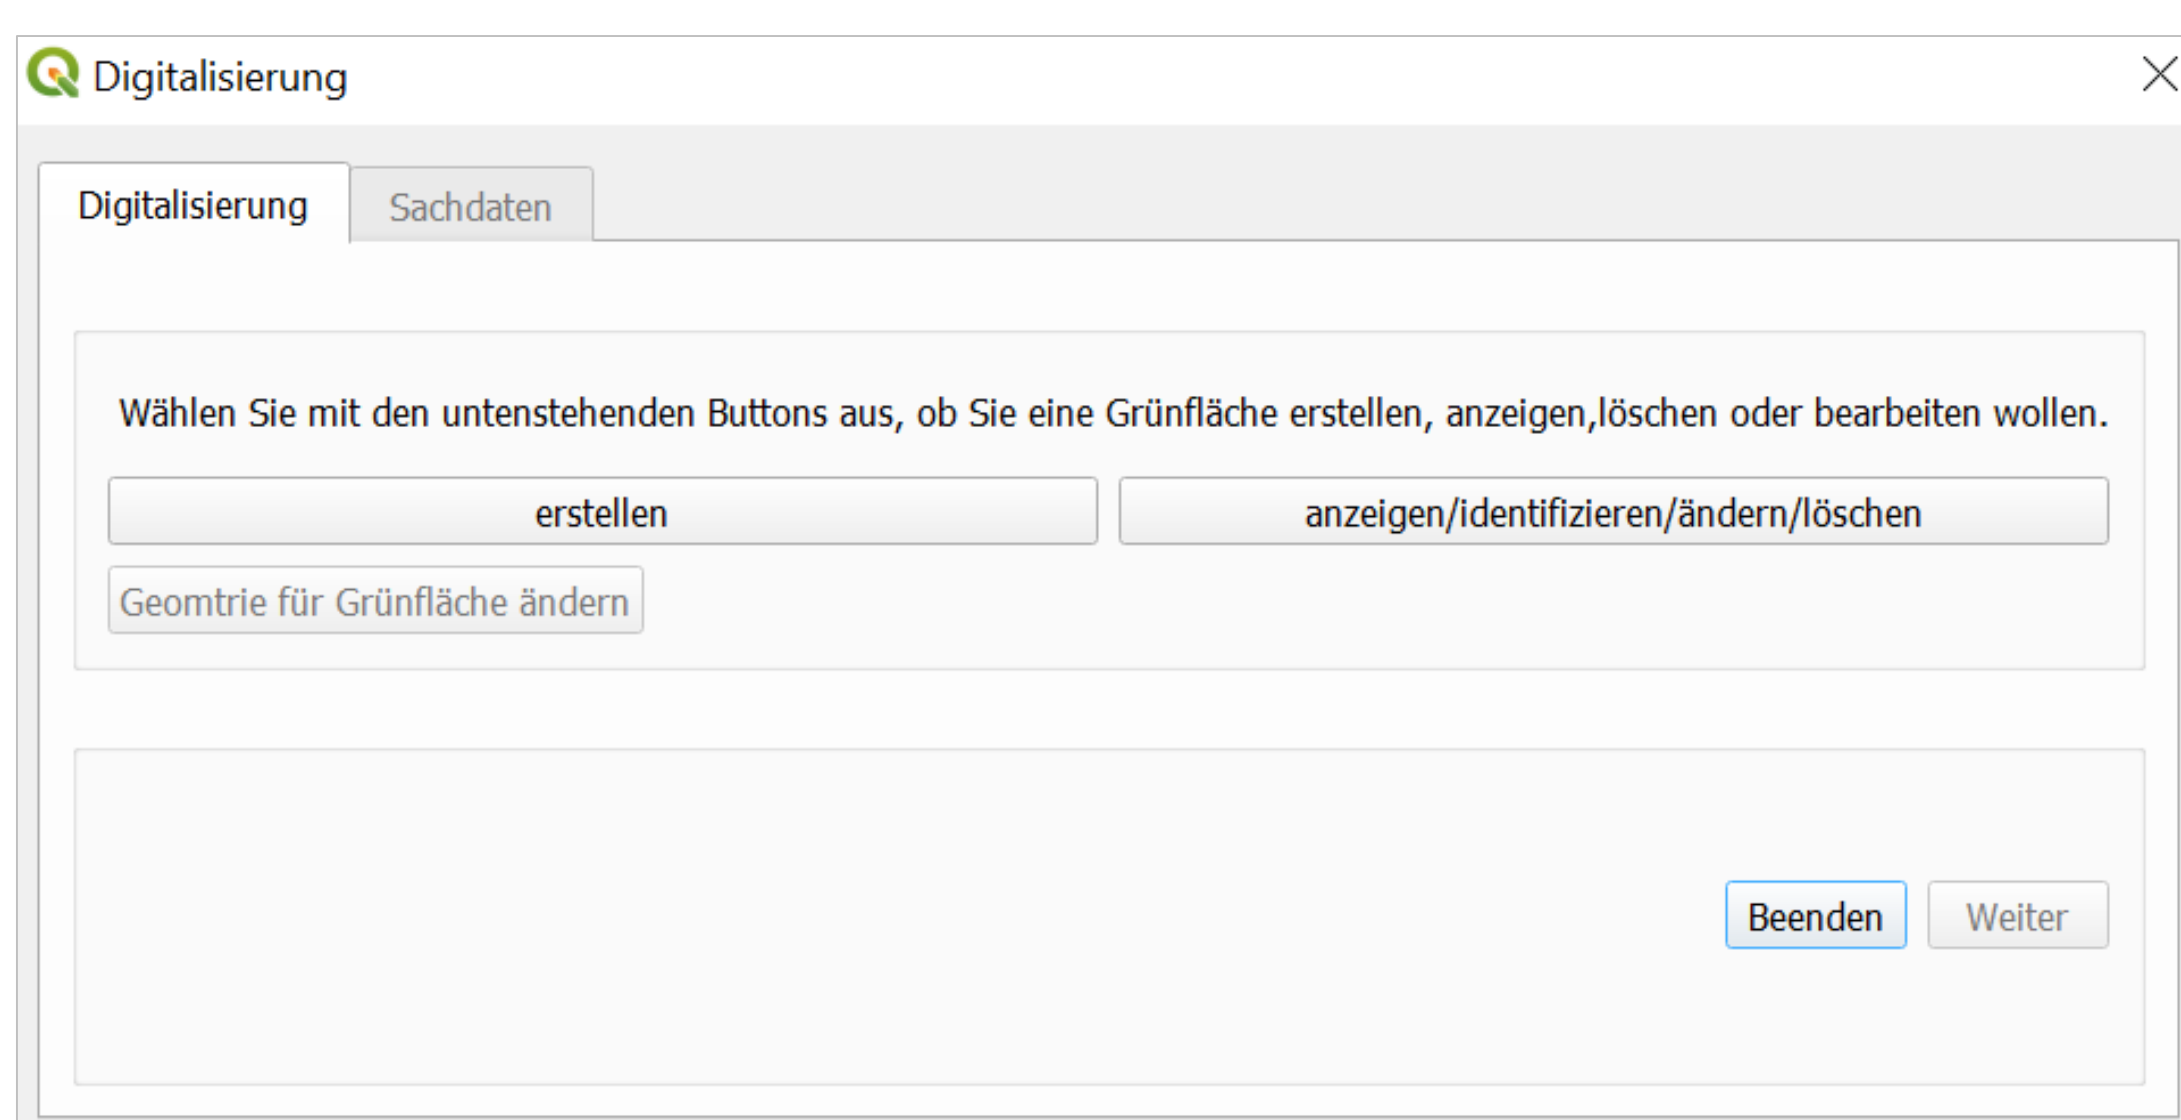 Digitalisierung
Digitalisierung
Sachdaten
Wählen Sie mit den untenstehenden Buttons aus, ob Sie eine Grünfläche erstellen, anzeigen,löschen oder bearbeiten wollen.
erstellen
anzeigen/identifizieren/ändern/löschen
Geomtrie für Grünfläche ändern
Beenden
Weiter